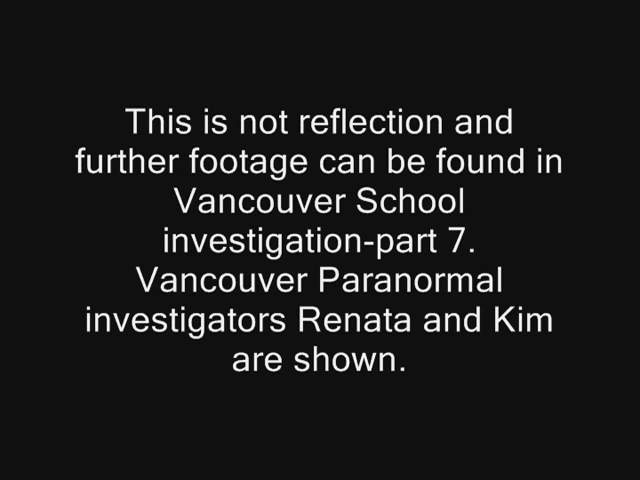 This is not reflection and
further footage can be found in
Vancouver School
investigation-part 7.
Vancouver Paranormal
investigators Renata and Kim
are shown.